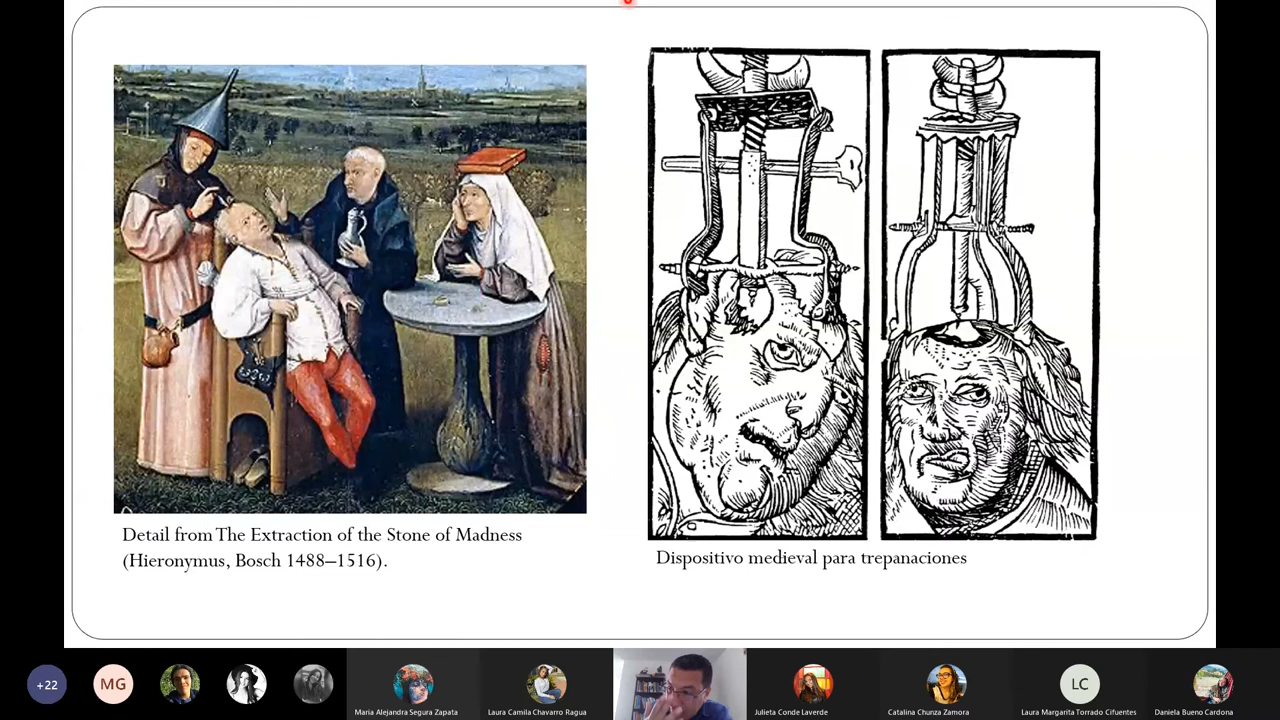 Detail from The Extraction of the Stone of Madness
(Hieronymus, Bosch 1488–1516).
Dispositivo medieval para trepanaciones
+22
MG
LC
Maria Alejandra Segura Zapata
Laura Camila Chavarro Ragua
Julieta Conde Laverde
Catalina Chunza Zamora
Laura Margarita Torrado Cifuentes
Daniela Bueno Cardona